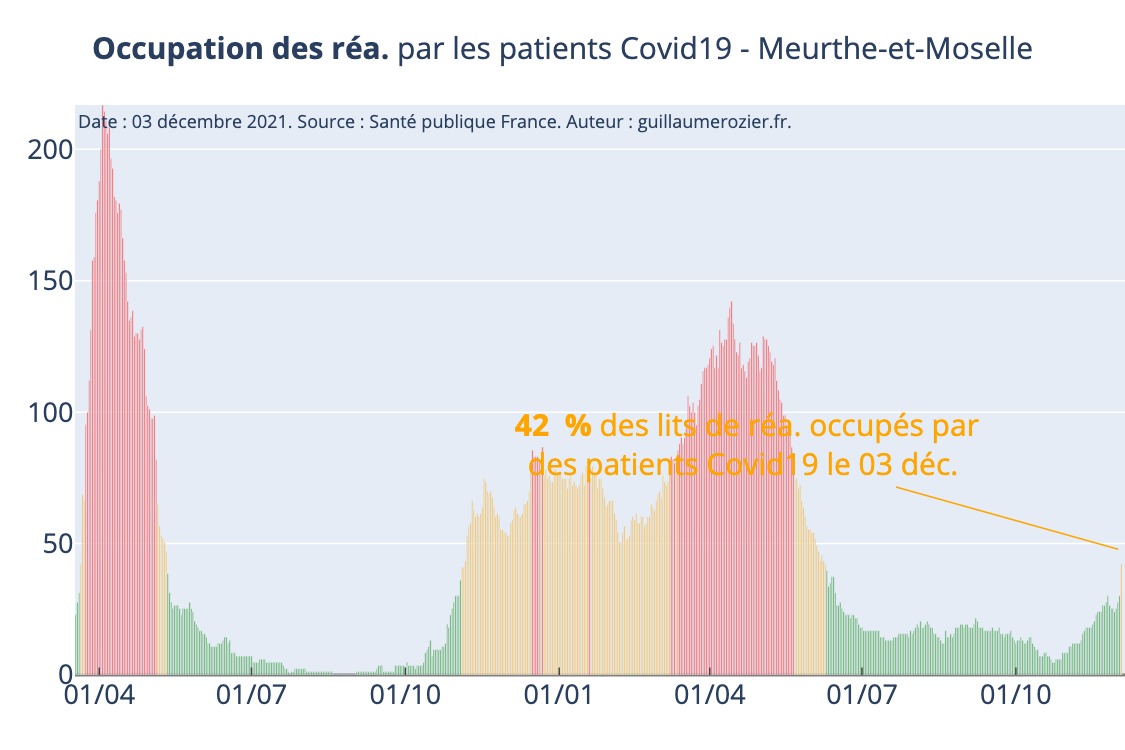 Occupation des réa. par les patients Covid19 - Meurthe-et-Moselle
Date : 03 décembre 2021. Source : Santé publique France. Auteur : guillaumerozier.fr.
200
150
100
42 % des lits de réa. occupés par
des patients Covid19 le 03 déc.
50
0
01/04 01/07 01/10 01/01 01/04 01/07 01/10